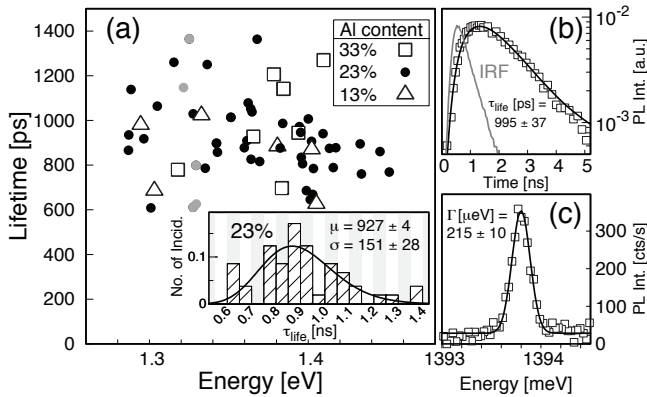 (a)
Al content
33%
23%
13%
Lifetime [ps]
1400
1200
1000
800
600
400
200
0
1.3
1.4
Energy [eV]
23%
μ = 927 ± 4
σ = 151 ± 28
No. of Incid.
0.1
0
0.6 0.7 0.8 0.9 1.0 1.1 1.2 1.3 1.4
τlife. [ns]
(b)
IRF
τlife [ps] =
995 ± 37
10⁻²
10⁻³
PL Int. [a.u.]
0 1 2 3 4 5
Time [ns]
(c)
Γ [μeV] =
215 ± 10
300
200
100
0
PL Int. [cts/s]
1393
1394
Energy [meV]